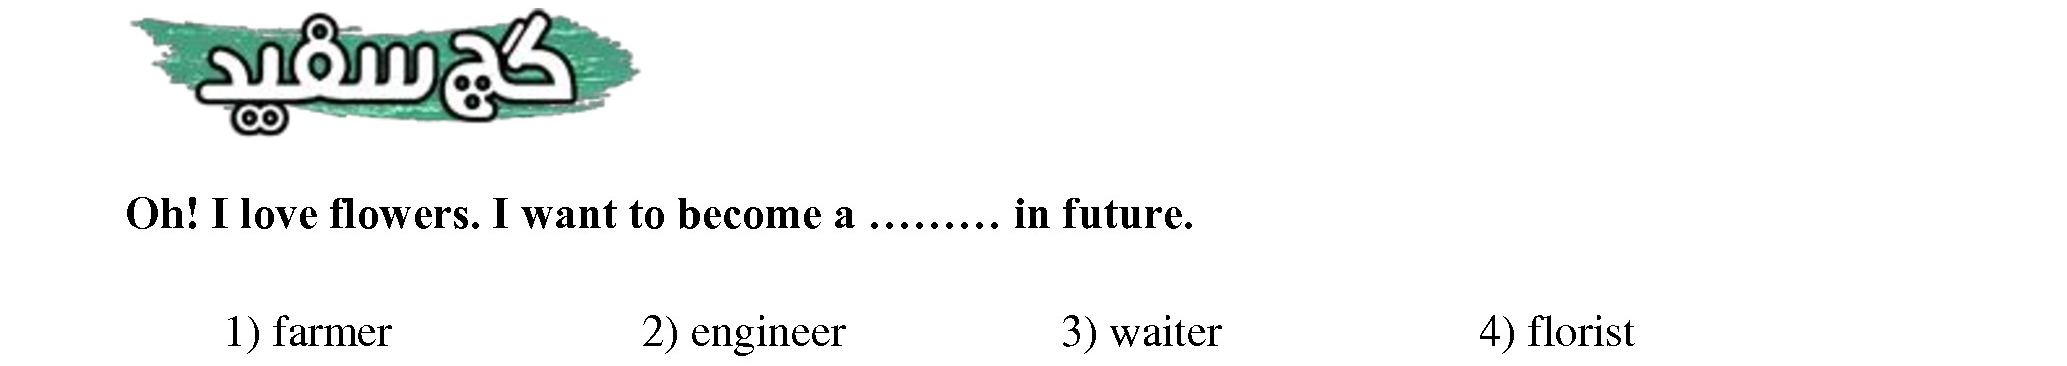 گچ سفید
Oh! I love flowers. I want to become a ……… in future.
1) farmer 2) engineer 3) waiter 4) florist